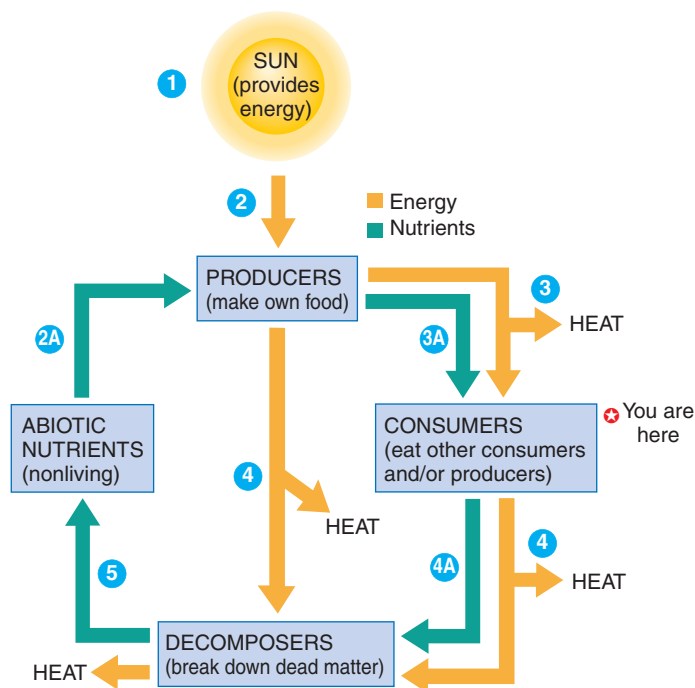 1
SUN
(provides
energy)
2
Energy
Nutrients
PRODUCERS
(make own food)
3
HEAT
2A
3A
ABIOTIC
NUTRIENTS
(nonliving)
CONSUMERS
(eat other consumers
and/or producers)
You are
here
4
HEAT
4
4A
HEAT
5
DECOMPOSERS
(break down dead matter)
HEAT